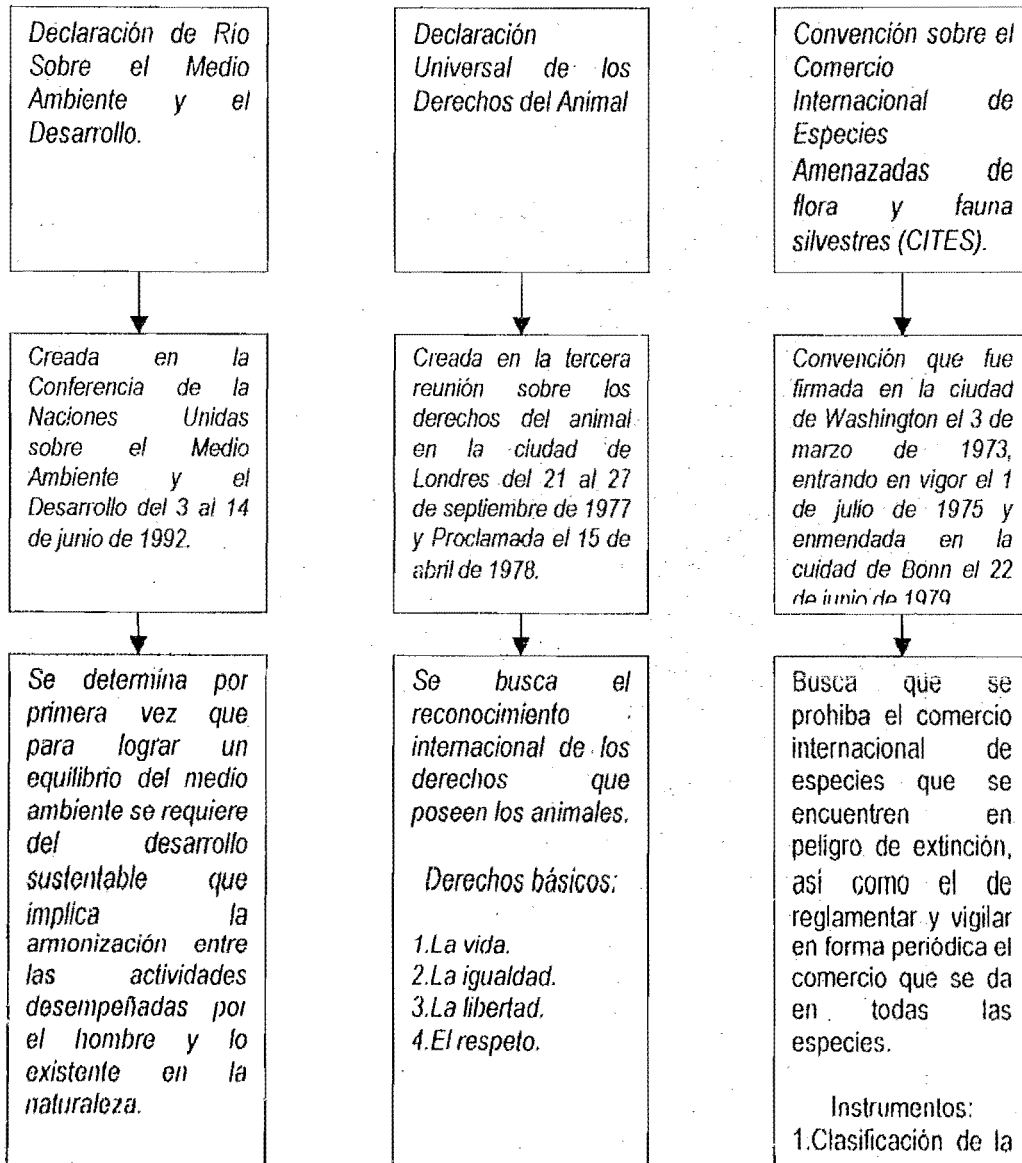 Declaración de Río
Sobre el Medio
Ambiente y el
Desarrollo.
Creada en la
Conferencia de la
Naciones Unidas
sobre el Medio
Ambiente y el
Desarrollo del 3 al 14
de junio de 1992.
Se determina por
primera vez que
para lograr un
equilibrio del medio
ambiente se requiere
del desarrollo
sustentable que
implica la
armonización entre
las actividades
desempeñadas por
el hombre y lo
existente en la
naturaleza.
Declaración
Universal de los
Derechos del Animal
Creada en la tercera
reunión sobre los
derechos del animal
en la ciudad de
Londres del 21 al 27
de septiembre de 1977
y Proclamada el 15 de
abril de 1978.
Se busca el
reconocimiento
internacional de los
derechos que
poseen los animales.
Derechos básicos:
1.La vida.
2.La igualdad.
3.La libertad.
4.El respeto.
Convención sobre el
Comercio
Internacional de
Especies
Amenazadas de
flora y fauna
silvestres (CITES).
Convención que fue
firmada en la ciudad
de Washington el 3 de
marzo de 1973,
entrando en vigor el 1
de julio de 1975 y
enmendada en la
cuidad de Bonn el 22
de junio de 1979
Busca que se
prohiba el comercio
internacional de
especies que se
encuentren en
peligro de extinción,
así como el de
reglamentar y vigilar
en forma periódica el
comercio que se da
en todas las
especies.
Instrumentos:
1.Clasificación de la